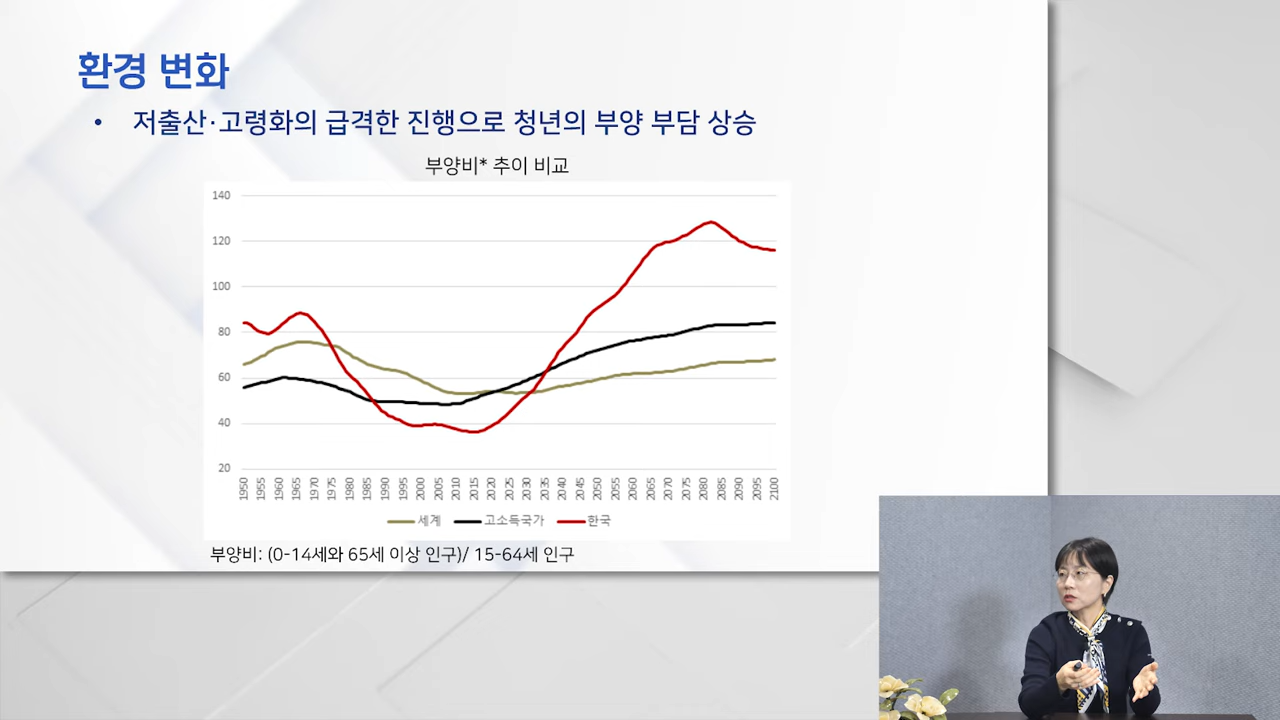 환경 변화
• 저출산·고령화의 급격한 진행으로 청년의 부양 부담 상승
부양비* 추이 비교
140
120
100
80
60
40
20
1950 1955 1960 1965 1970 1975 1980 1985 1990 1995 2000 2005 2010 2015 2020 2025 2030 2035 2040 2045 2050 2055 2060 2065 2070 2075 2080 2085 2090 2095 2100
세계 고소득국가 한국
부양비: (0-14세와 65세 이상 인구)/ 15-64세 인구